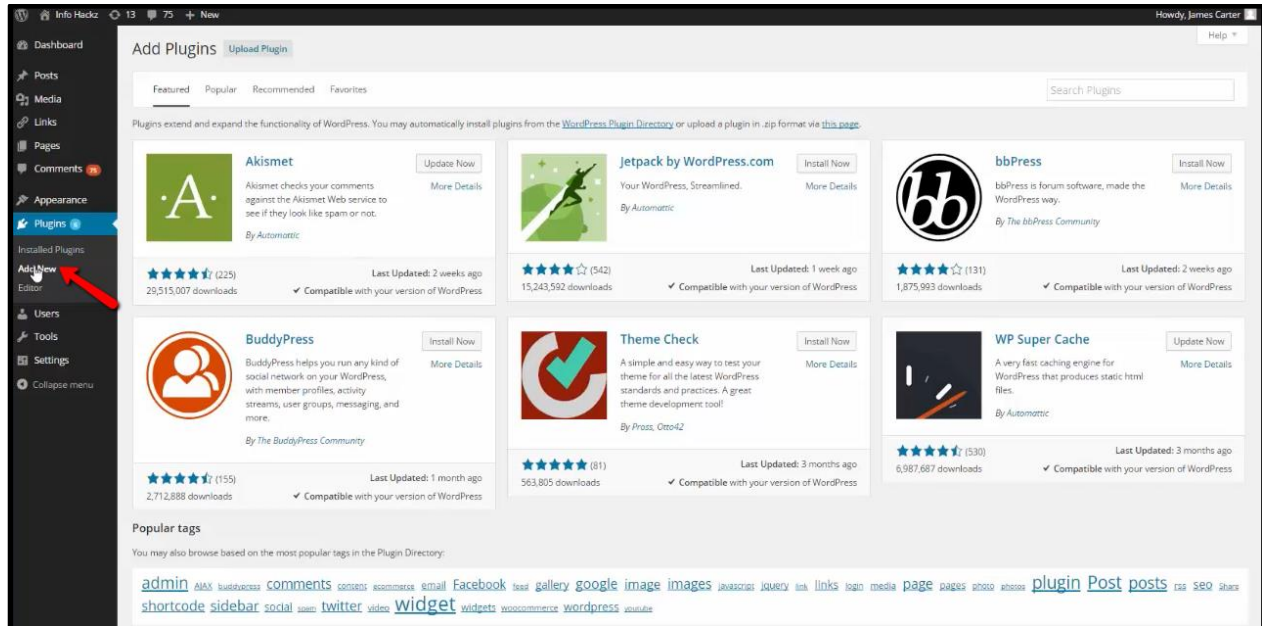 Info Hackz 13 75 + New Howdy, James Carter
Dashboard
Posts
Media
Links
Pages
Comments 75
Appearance
Plugins
Installed Plugins
Add New
Editor
Users
Tools
Settings
Collapse menu
Help
Add Plugins Upload Plugin
Featured Popular Recommended Favorites Search Plugins
Plugins extend and expand the functionality of WordPress. You may automatically install plugins from the WordPress Plugin Directory or upload a plugin in .zip format via this page.
·A·
Akismet
Update Now
More Details
Akismet checks your comments
against the Akismet Web service to
see if they look like spam or not.
By Automattic
(225)
Last Updated: 2 weeks ago
29,515,007 downloads
✔ Compatible with your version of WordPress
Jetpack by WordPress.com
Install Now
More Details
Your WordPress, Streamlined.
By Automattic
(542)
Last Updated: 1 week ago
15,243,592 downloads
✔ Compatible with your version of WordPress
bb
bbPress
Install Now
More Details
bbPress is forum software, made the
WordPress way.
By The bbPress Community
(131)
Last Updated: 2 weeks ago
1,875,993 downloads
✔ Compatible with your version of WordPress
BuddyPress
Install Now
More Details
BuddyPress helps you run any kind of
social network on your WordPress,
with member profiles, activity
streams, user groups, messaging, and
more.
By The BuddyPress Community
(155)
Last Updated: 1 month ago
2,712,888 downloads
✔ Compatible with your version of WordPress
Theme Check
Install Now
More Details
A simple and easy way to test your
theme for all the latest WordPress
standards and practices. A great
theme development tool!
By Pross, Otto42
(81)
Last Updated: 3 months ago
563,805 downloads
✔ Compatible with your version of WordPress
WP Super Cache
Update Now
More Details
A very fast caching engine for
WordPress that produces static html
files.
By Automattic
(530)
Last Updated: 3 months ago
6,987,687 downloads
✔ Compatible with your version of WordPress
Popular tags
You may also browse based on the most popular tags in the Plugin Directory:
admin AJAX buddypress comments content ecommerce email Facebook feed gallery google image images javascript jquery link links login media page pages photo photos plugin Post posts rss seo Share
shortcode sidebar social spam twitter video widget widgets woocommerce wordpress youtube